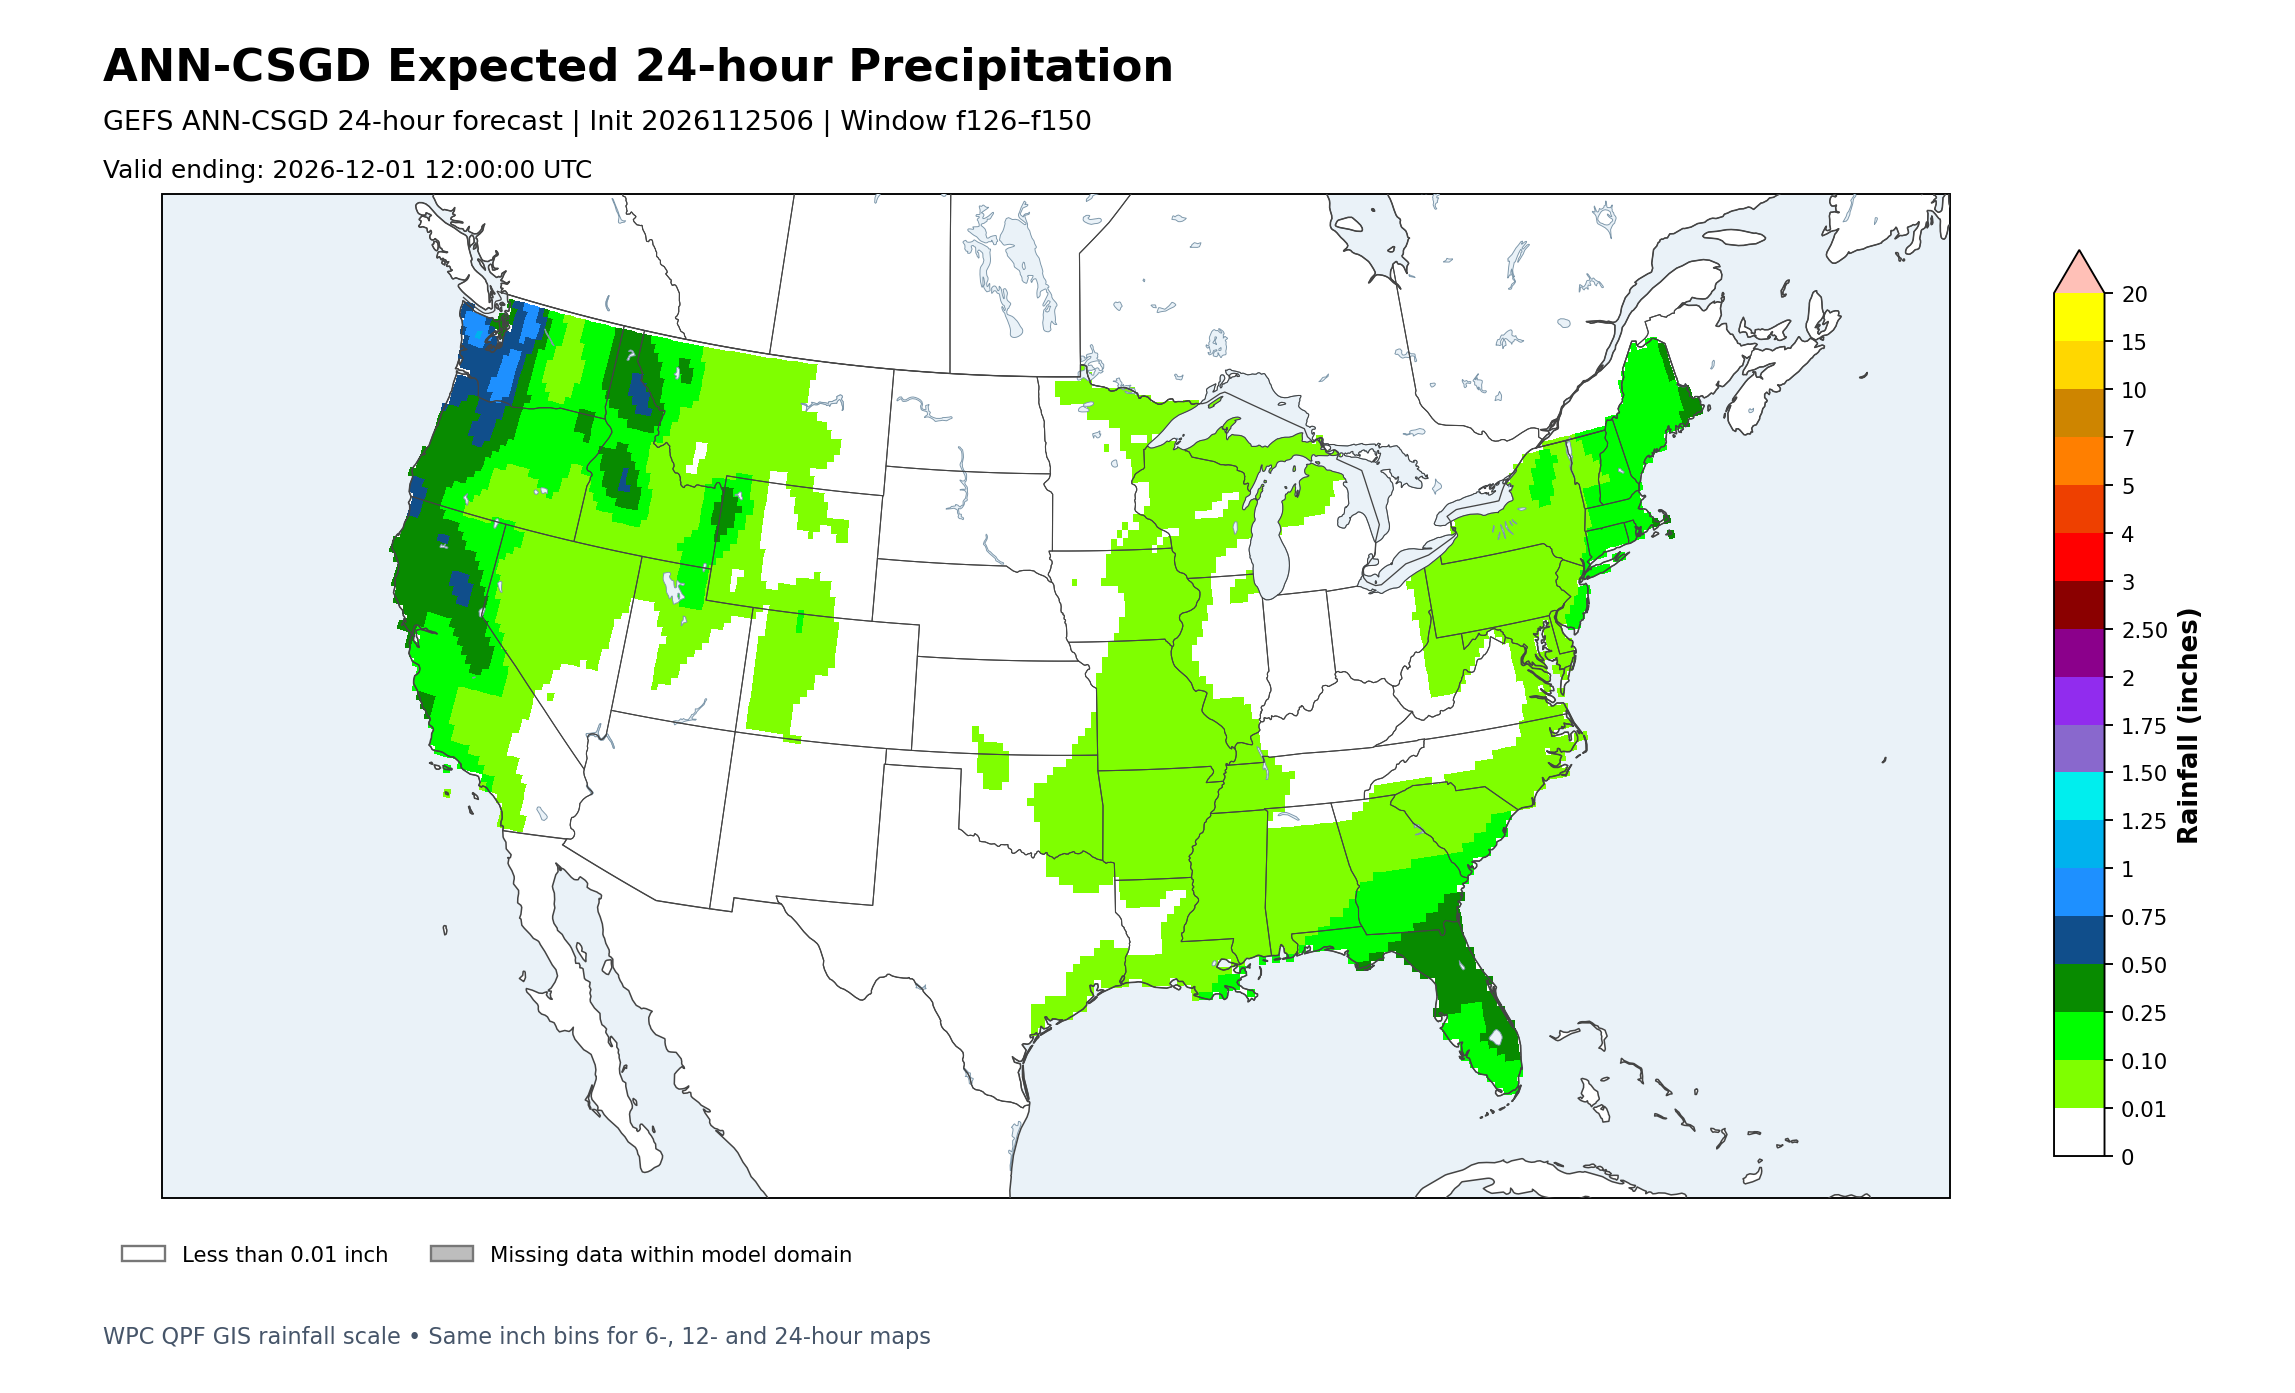 ANN-CSGD Expected 24-hour Precipitation
GEFS ANN-CSGD 24-hour forecast | Init 2026112506 | Window f126–f150
Valid ending: 2026-12-01 12:00:00 UTC
20
15
10
7
5
4
3
2.50
2
1.75
1.50
1.25
1
0.75
0.50
0.25
0.10
0.01
0
Rainfall (inches)
Less than 0.01 inch
Missing data within model domain
WPC QPF GIS rainfall scale • Same inch bins for 6-, 12- and 24-hour maps